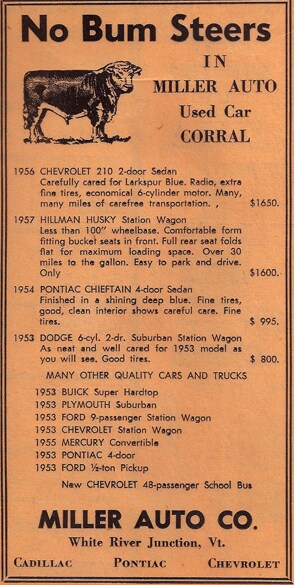 No Bum Steers
IN
MILLER AUTO
Used Car
CORRAL
1956 CHEVROLET 210 2-door Sedan
Carefully cared for Larkspur Blue. Radio, extra
fine tires, economical 6-cylinder motor. Many,
many miles of carefree transportation. , $1650.
1957 HILLMAN HUSKY Station Wagon
Less than 100" wheelbase. Comfortable form
fitting bucket seats in front. Full rear seat folds
flat for maximum loading space. Over 30
miles to the gallon. Easy to park and drive.
Only $1600.
1954 PONTIAC CHIEFTAIN 4-door Sedan
Finished in a shining deep blue. Fine tires,
good, clean interior shows careful care. Fine
tires. $ 995.
1953 DODGE 6-cyl. 2-dr. Suburban Station Wagon
As neat and well cared for 1953 model as
you will see. Good tires. $ 800.
MANY OTHER QUALITY CARS AND TRUCKS
1953 BUICK Super Hardtop
1953 PLYMOUTH Suburban
1953 FORD 9-passenger Station Wagon
1953 CHEVROLET Station Wagon
1955 MERCURY Convertible
1953 PONTIAC 4-door
1953 FORD ½-ton Pickup
New CHEVROLET 48-passenger School Bus
MILLER AUTO CO.
White River Junction, Vt.
CADILLAC PONTIAC CHEVROLET